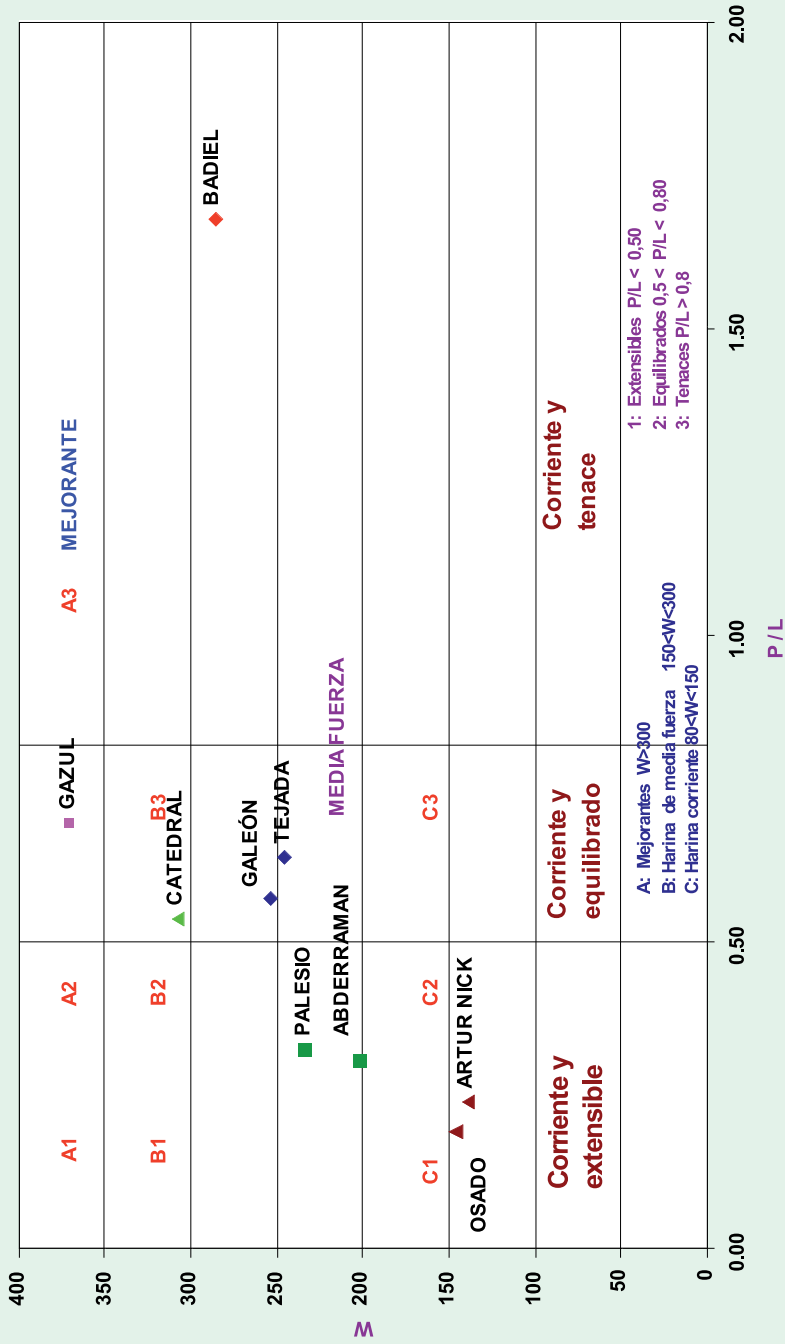 400
350
300
250
200
150
100
50
0
W
0.00
0.50
1.00
1.50
2.00
P / L
A1
A2
A3
MEJORANTE
GAZUL
B1
B2
B3
CATEDRAL
BADIEL
GALEÓN
TEJADA
PALESIO
ABDERRAMAN
MEDIA FUERZA
C1
C2
C3
OSADO
ARTUR NICK
Corriente y
extensible
Corriente y
equilibrado
Corriente y
tenace
A: Mejorantes W>300
B: Harina de media fuerza 150<W<300
C: Harina corriente 80<W<150
1: Extensibles P/L < 0,50
2: Equilibrados 0,5 < P/L < 0,80
3: Tenaces P/L > 0,8